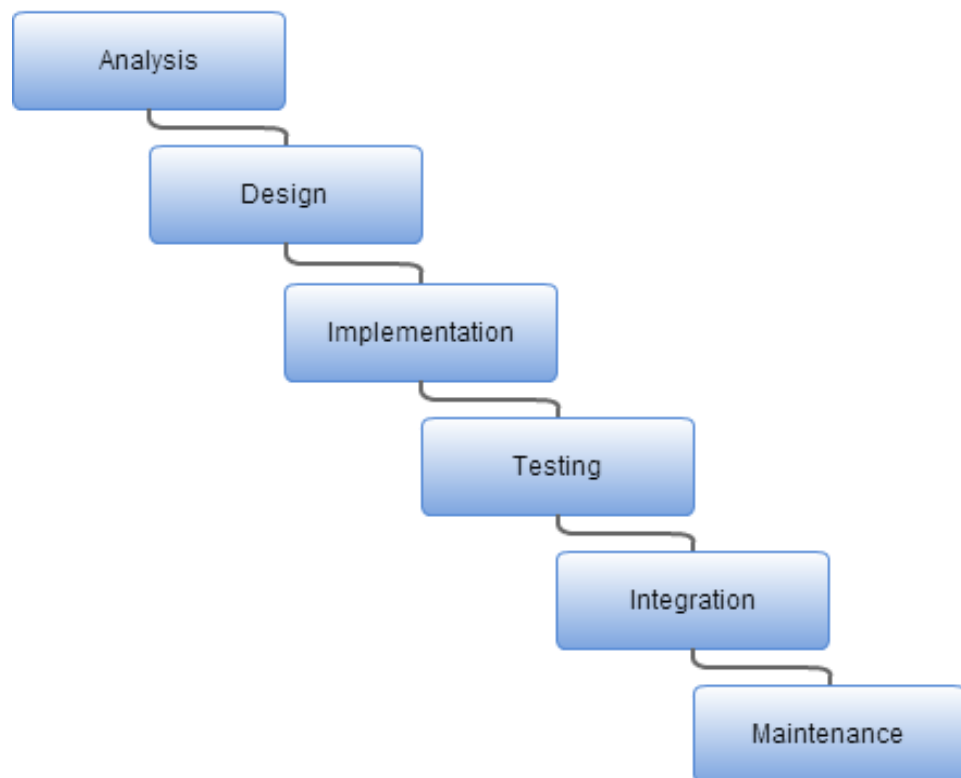 Analysis
Design
Implementation
Testing
Integration
Maintenance